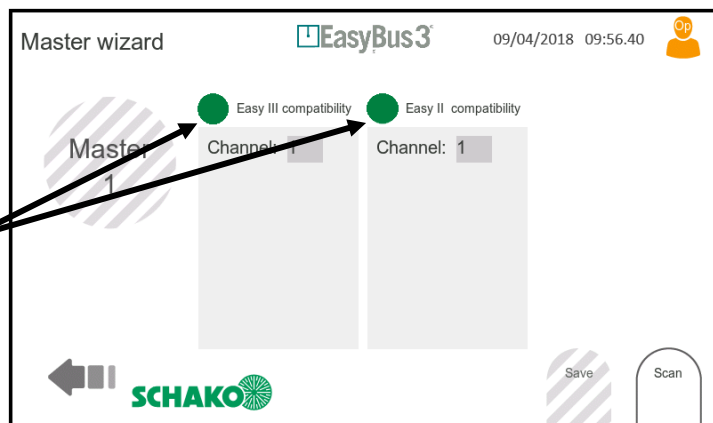 Master wizard
EasyBus3
09/04/2018 09:56.40
Op
Easy III compatibility
Easy II compatibility
Master
1
Channel: 1
Channel: 1
SCHAKO
Save
Scan